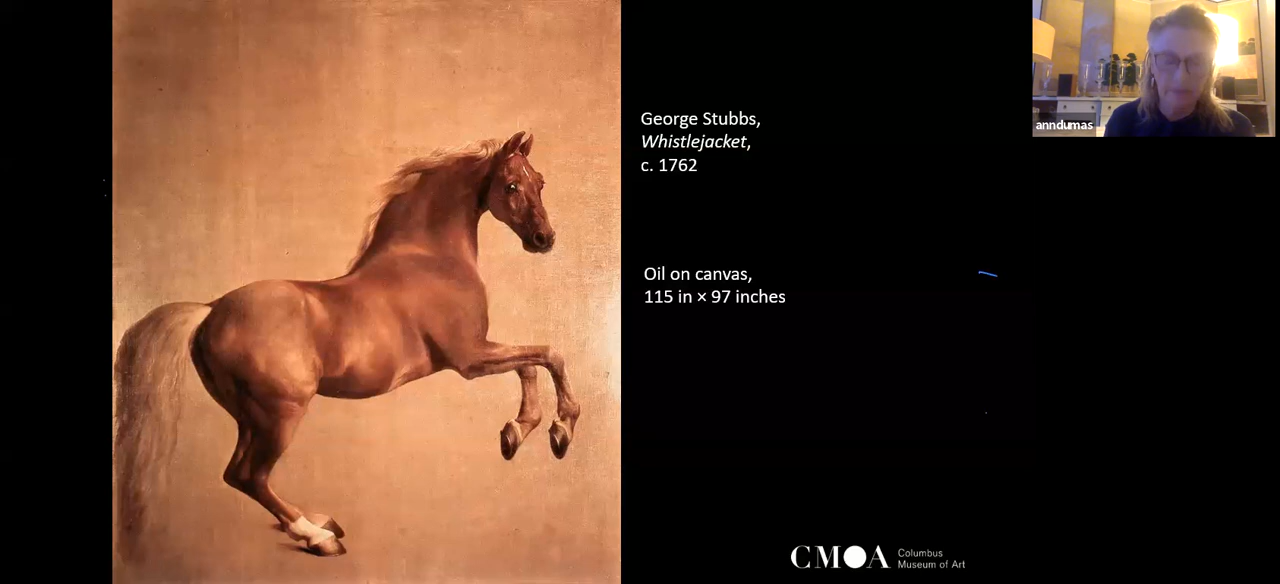 George Stubbs,
Whistlejacket,
c. 1762
Oil on canvas,
115 in × 97 inches
anndumas
CMOA Columbus
Museum of Art